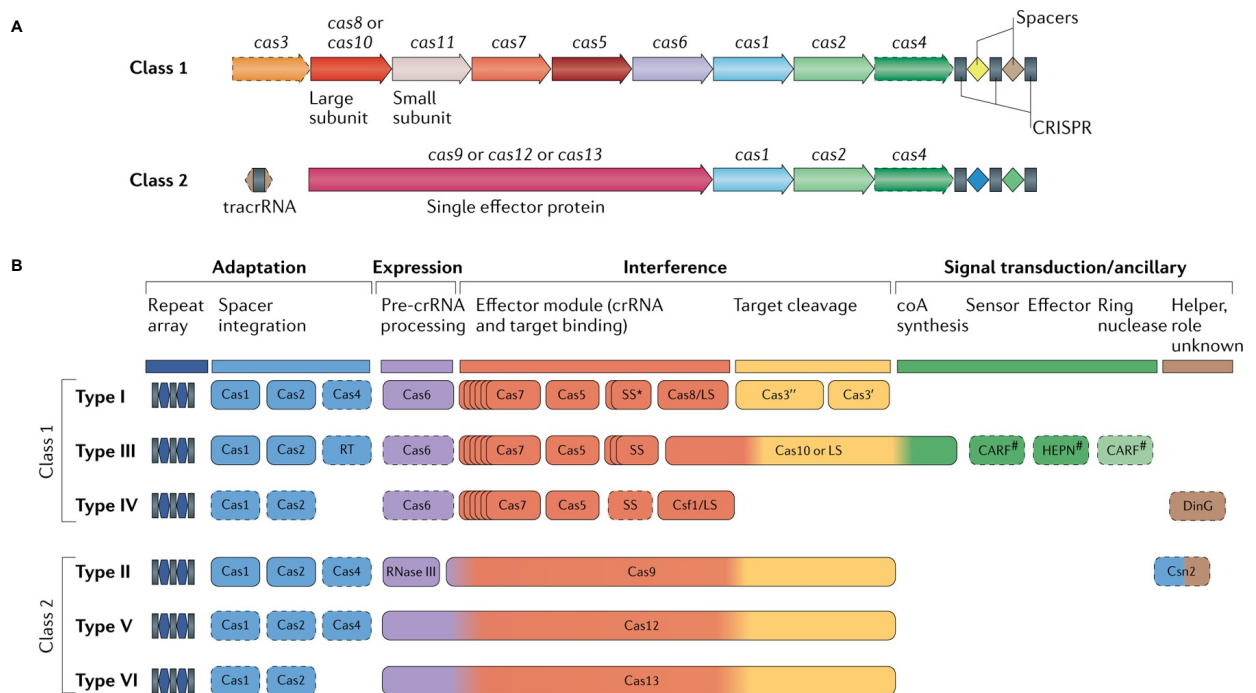 A
cas8 or
cas3 cas10 cas11 cas7 cas5 cas6 cas1 cas2 cas4
Spacers
Class 1
Large
subunit
Small
subunit
CRISPR
cas9 or cas12 or cas13 cas1 cas2 cas4
Class 2
tracrRNA
Single effector protein
B
Adaptation Expression Interference Signal transduction/ancillary
Repeat
array
Spacer
integration
Pre-crRNA
processing
Effector module (crRNA
and target binding)
Target cleavage
coA
synthesis
Sensor
Effector
Ring
nuclease
Helper,
role
unknown
Class 1
Type I Cas1 Cas2 Cas4 Cas6 Cas7 Cas5 SS* Cas8/LS Cas3″ Cas3′
Type III Cas1 Cas2 RT Cas6 Cas7 Cas5 SS Cas10 or LS CARF# HEPN# CARF#
Type IV Cas1 Cas2 Cas6 Cas7 Cas5 SS Csf1/LS DinG
Class 2
Type II Cas1 Cas2 Cas4 RNase III Cas9 Csn2
Type V Cas1 Cas2 Cas4 Cas12
Type VI Cas1 Cas2 Cas13